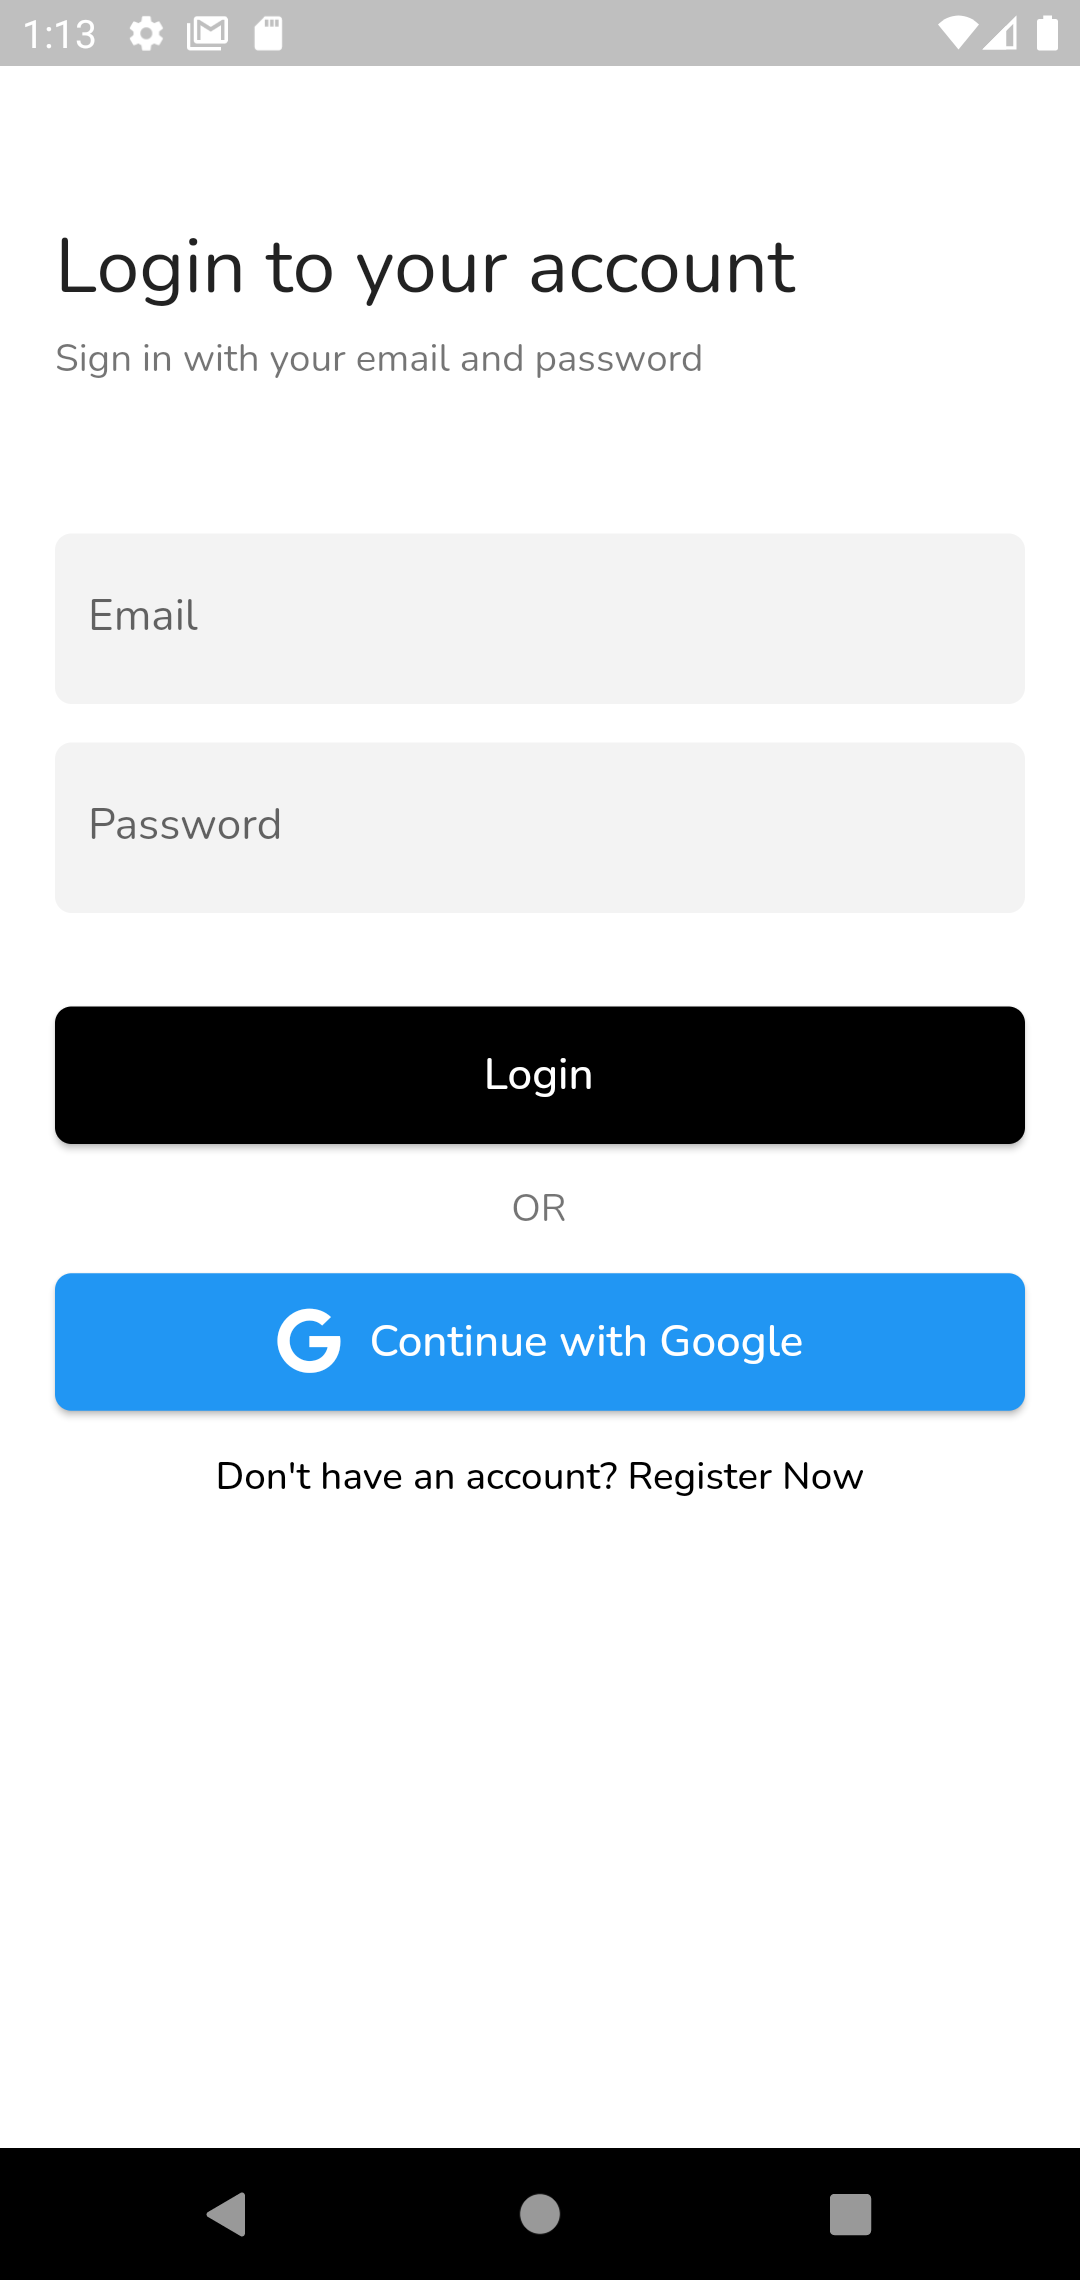 1:13
Login to your account
Sign in with your email and password
Email
Password
Login
OR
Continue with Google
Don't have an account? Register Now